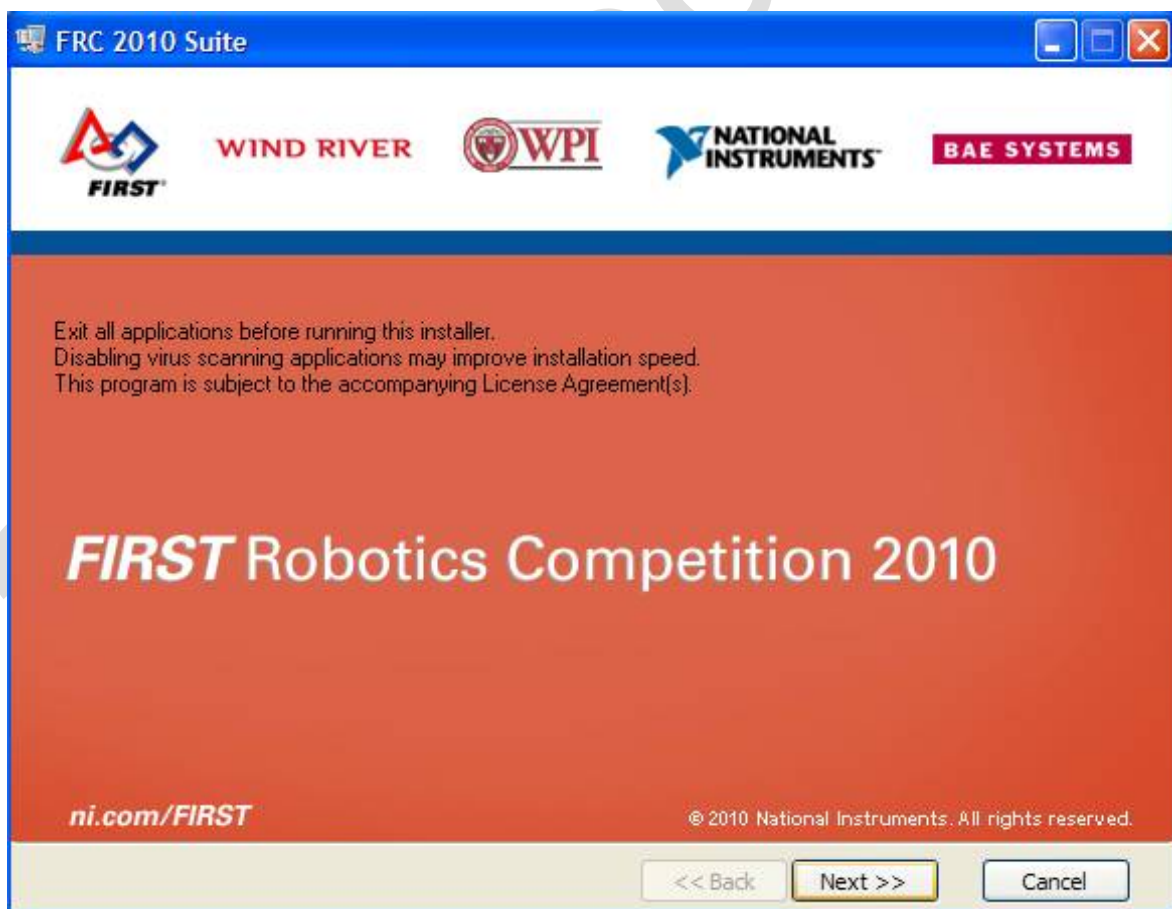 FRC 2010 Suite
FIRST
WIND RIVER
WPI
NATIONAL
INSTRUMENTS
BAE SYSTEMS
Exit all applications before running this installer.
Disabling virus scanning applications may improve installation speed.
This program is subject to the accompanying License Agreement(s).
FIRST Robotics Competition 2010
ni.com/FIRST
© 2010 National Instruments. All rights reserved.
<< Back
Next >>
Cancel